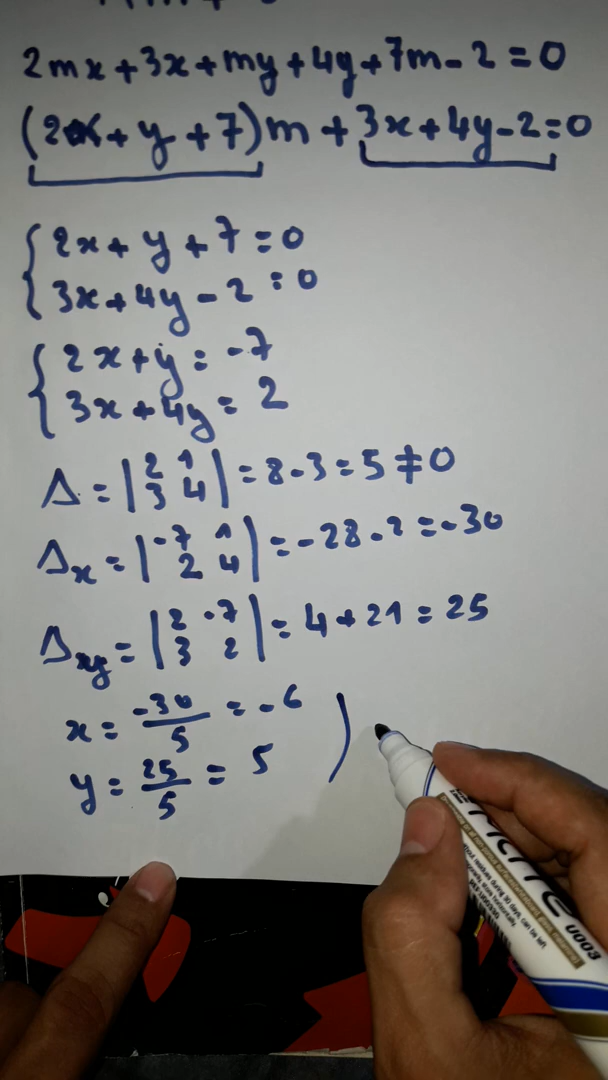 2mx+3x+my+4y+7m-2=0
(2x+y+7)m+3x+4y-2=0
2x+y+7=0
3x+4y-2=0
2x+y=-7
3x+4y=2
Δ=|2 1
3 4|=8-3=5≠0
Δx=|-7 1
2 4|=-28-2=-30
Δy=|2 -7
3 2|=4+21=25
x=-30/5=-6
y=25/5=5
U003